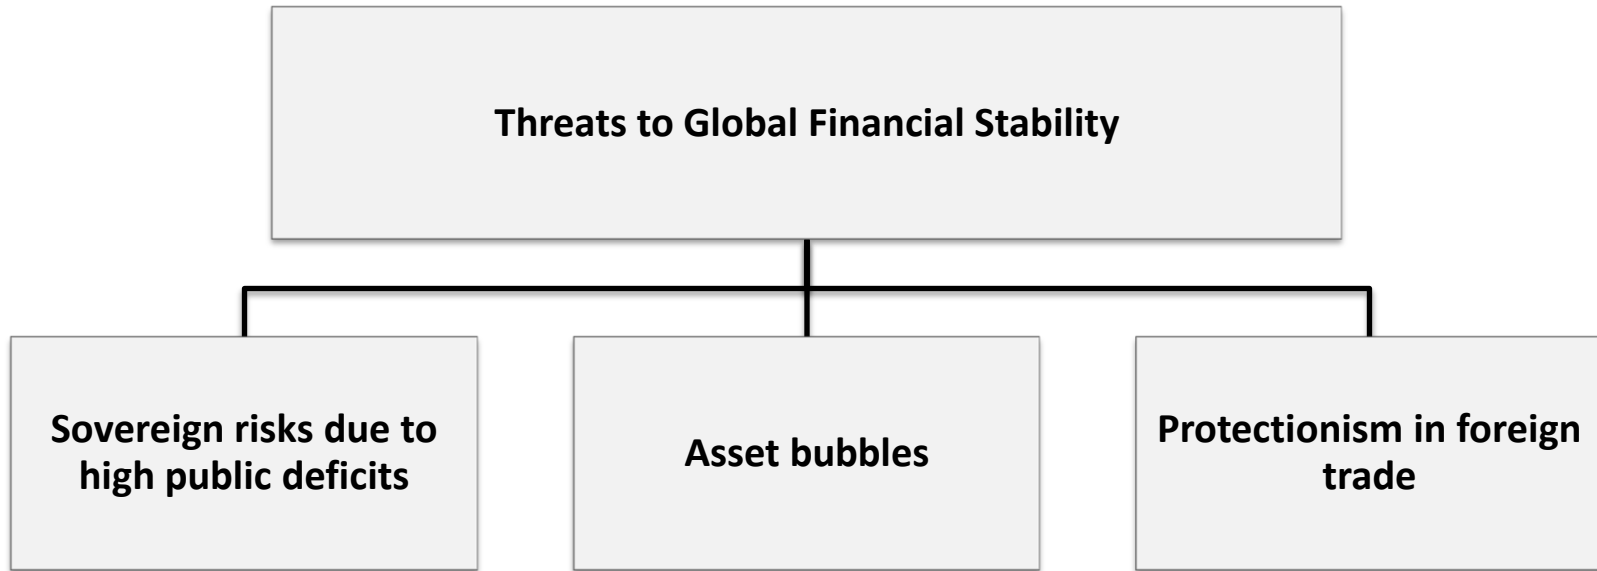 Threats to Global Financial Stability
Sovereign risks due to
high public deficits
Asset bubbles
Protectionism in foreign
trade